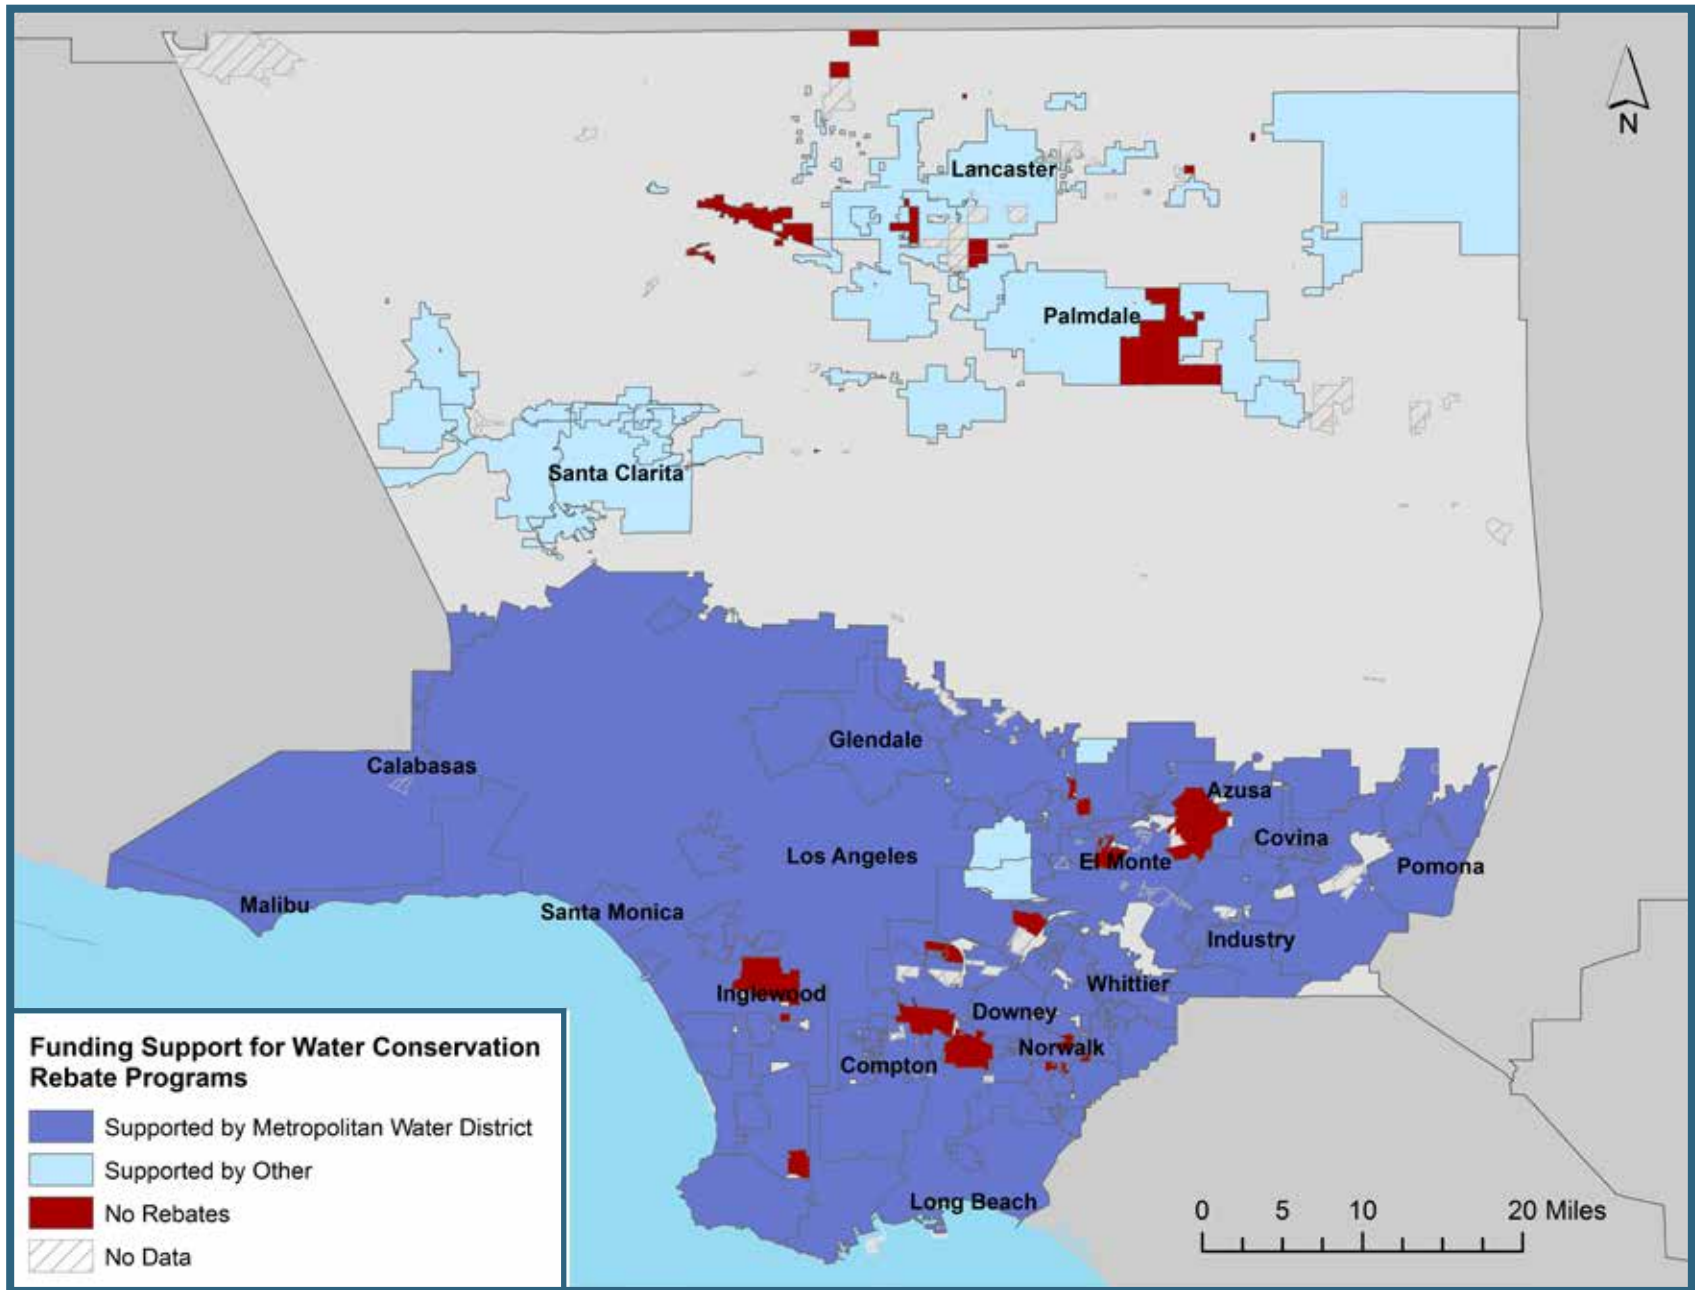 N
Lancaster
Palmdale
Santa Clarita
Glendale
Calabasas
Azusa
Covina
Los Angeles
El Monte
Pomona
Malibu
Santa Monica
Industry
Whittier
Inglewood
Downey
Norwalk
Compton
Long Beach
Funding Support for Water Conservation
Rebate Programs
Supported by Metropolitan Water District
Supported by Other
No Rebates
No Data
0 5 10 20 Miles